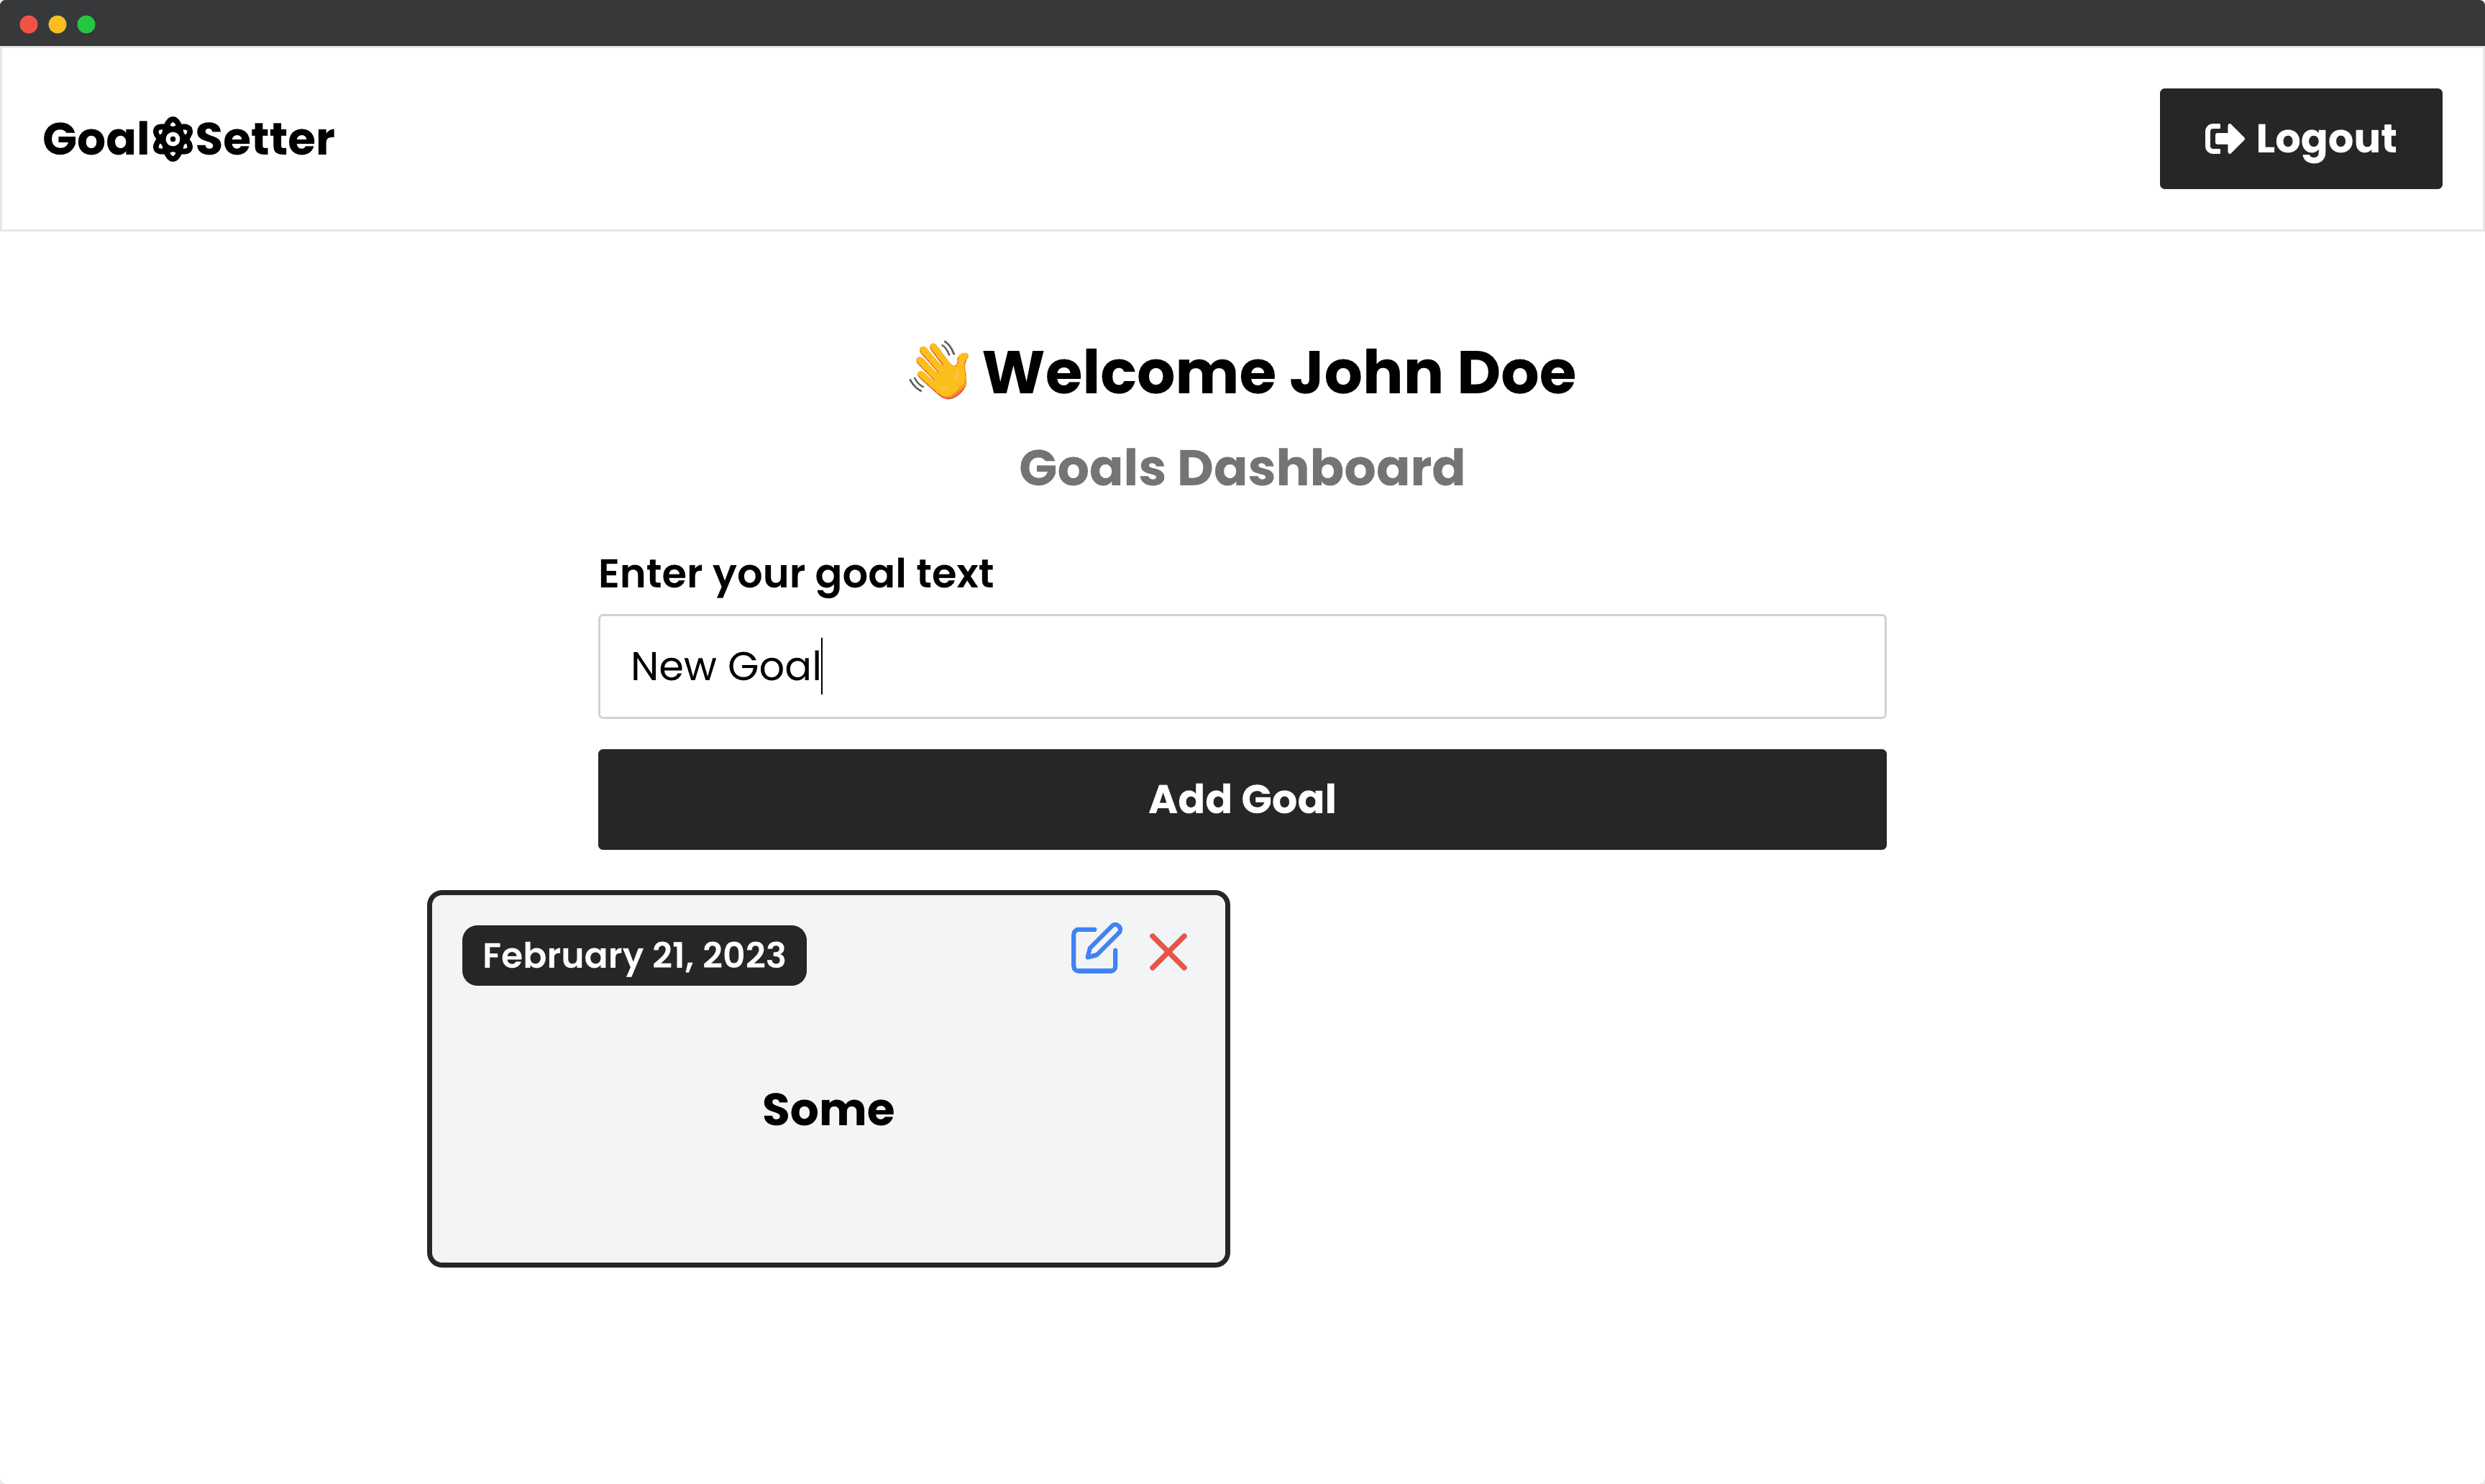 Goal Setter
Logout
👋 Welcome John Doe
Goals Dashboard
Enter your goal text
New Goal
Add Goal
February 21, 2023
Some